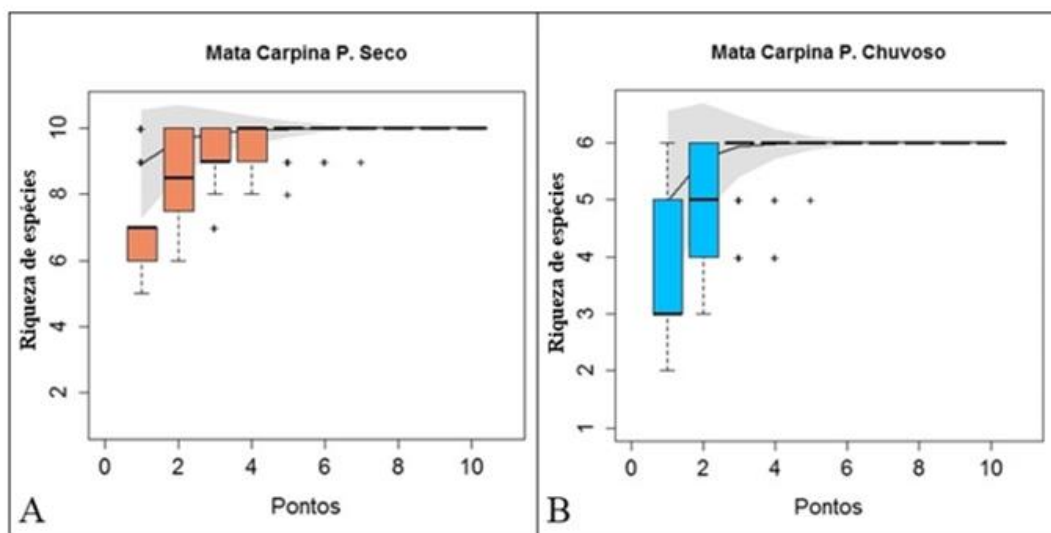 Mata Carpina P. Seco
Riqueza de espécies
10
8
6
4
2
0 2 4 6 8 10
Pontos
A
Mata Carpina P. Chuvoso
Riqueza de espécies
6
5
4
3
2
1
0 2 4 6 8 10
Pontos
B